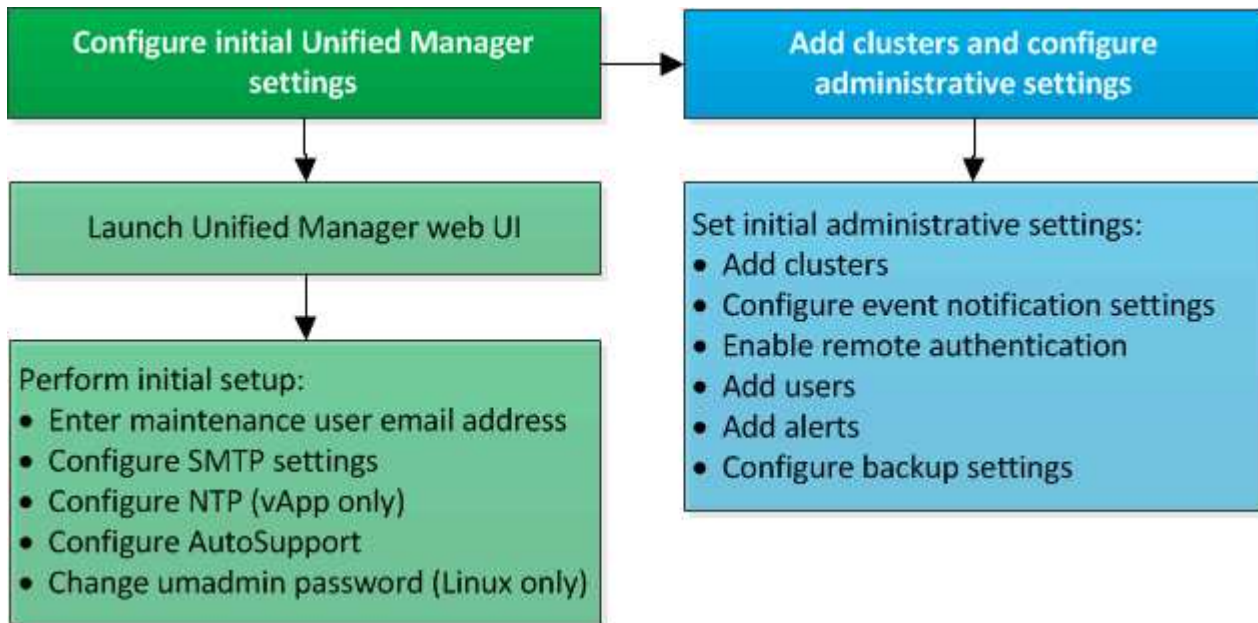 Configure initial Unified Manager
settings
Launch Unified Manager web UI
Perform initial setup:
• Enter maintenance user email address
• Configure SMTP settings
• Configure NTP (vApp only)
• Configure AutoSupport
• Change umadmin password (Linux only)
Add clusters and configure
administrative settings
Set initial administrative settings:
• Add clusters
• Configure event notification settings
• Enable remote authentication
• Add users
• Add alerts
• Configure backup settings